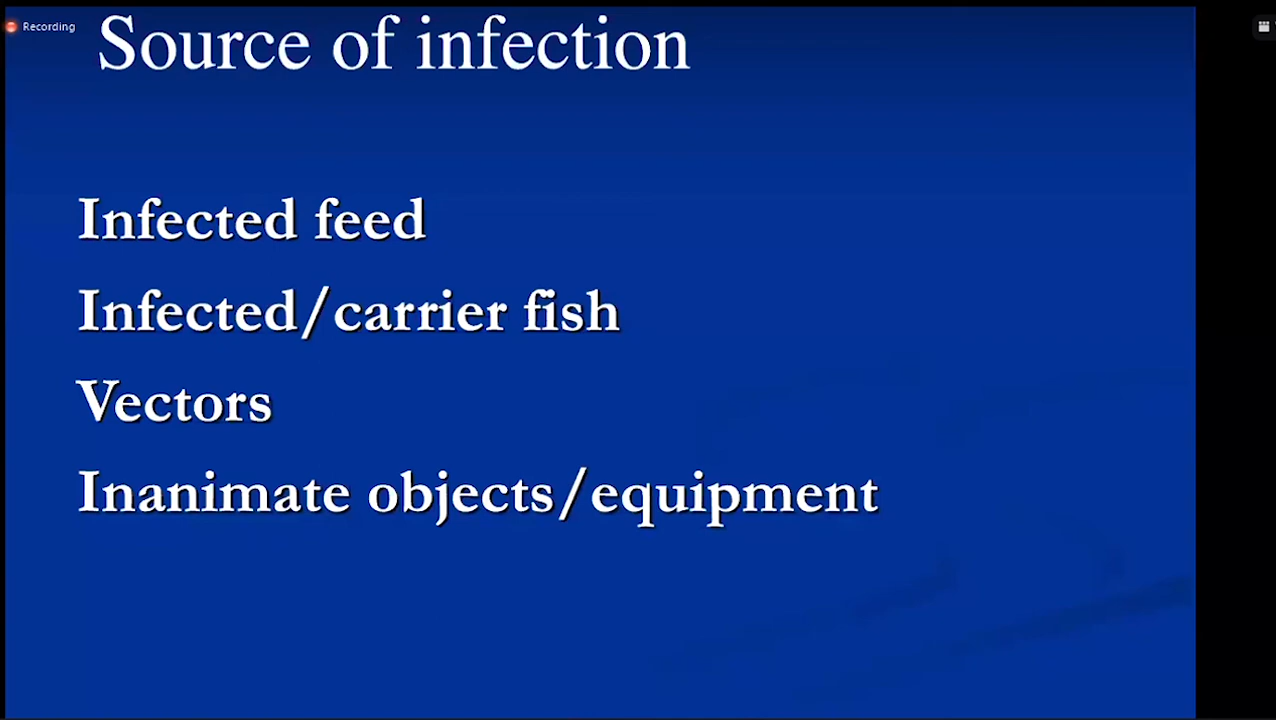 Recording
Source of infection
Infected feed
Infected/carrier fish
Vectors
Inanimate objects/equipment